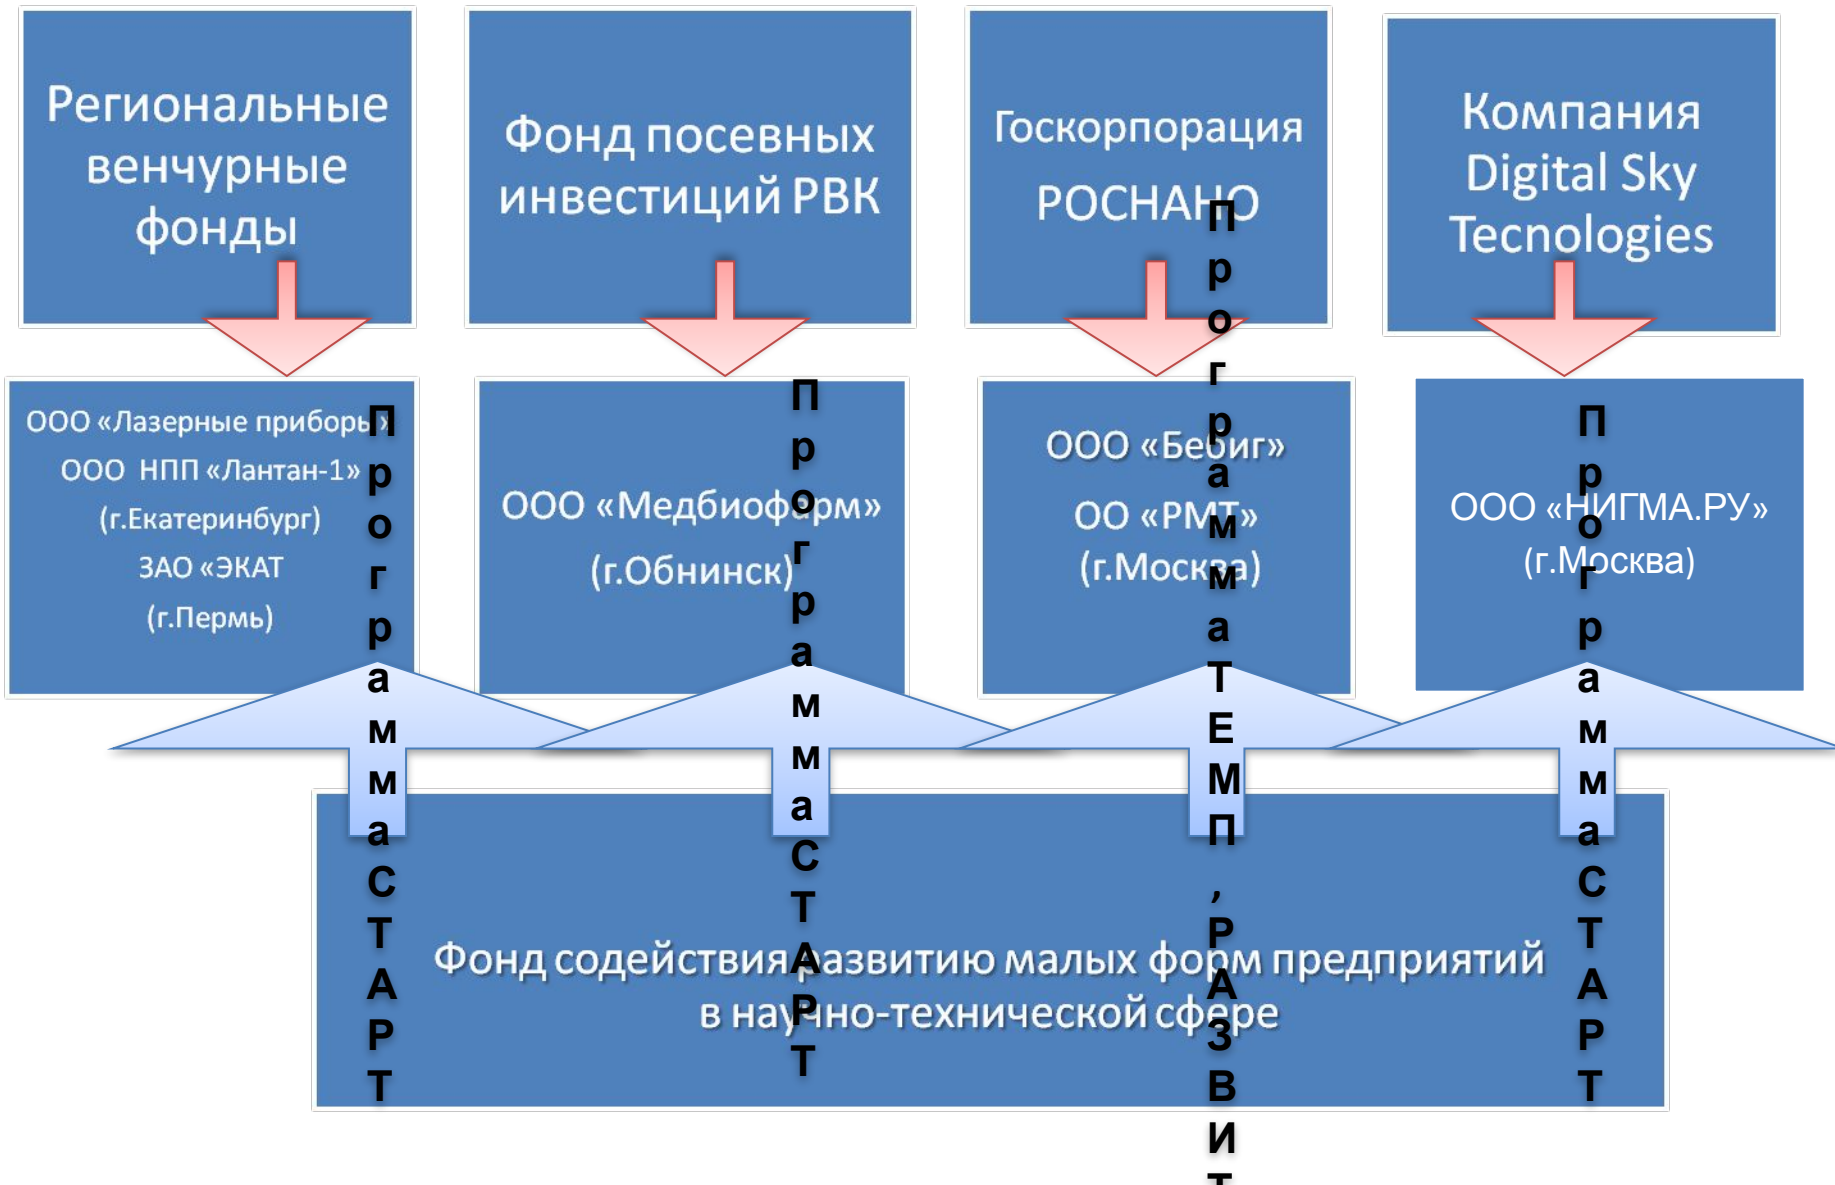 Региональные
венчурные
фонды
Фонд посевных
инвестиций РВК
Госкорпорация
РОСНАНО
Компания
Digital Sky
Tecnologies
ООО «Лазерные приборы»
ООО НПП «Лантан-1»
(г.Екатеринбург)
ЗАО «ЭКАТ
(г.Пермь)
ООО «Медбиофарм»
(г.Обнинск)
ООО «Бебиг»
ОО «РМТ»
(г.Москва)
ООО «НИГМА.РУ»
(г.Москва)
Программа СТАРТ
Программа СТАРТ
Программа ТЕМП, РАЗВИТ
Программа СТАРТ
Фонд содействия развитию малых форм предприятий
в научно-технической сфере